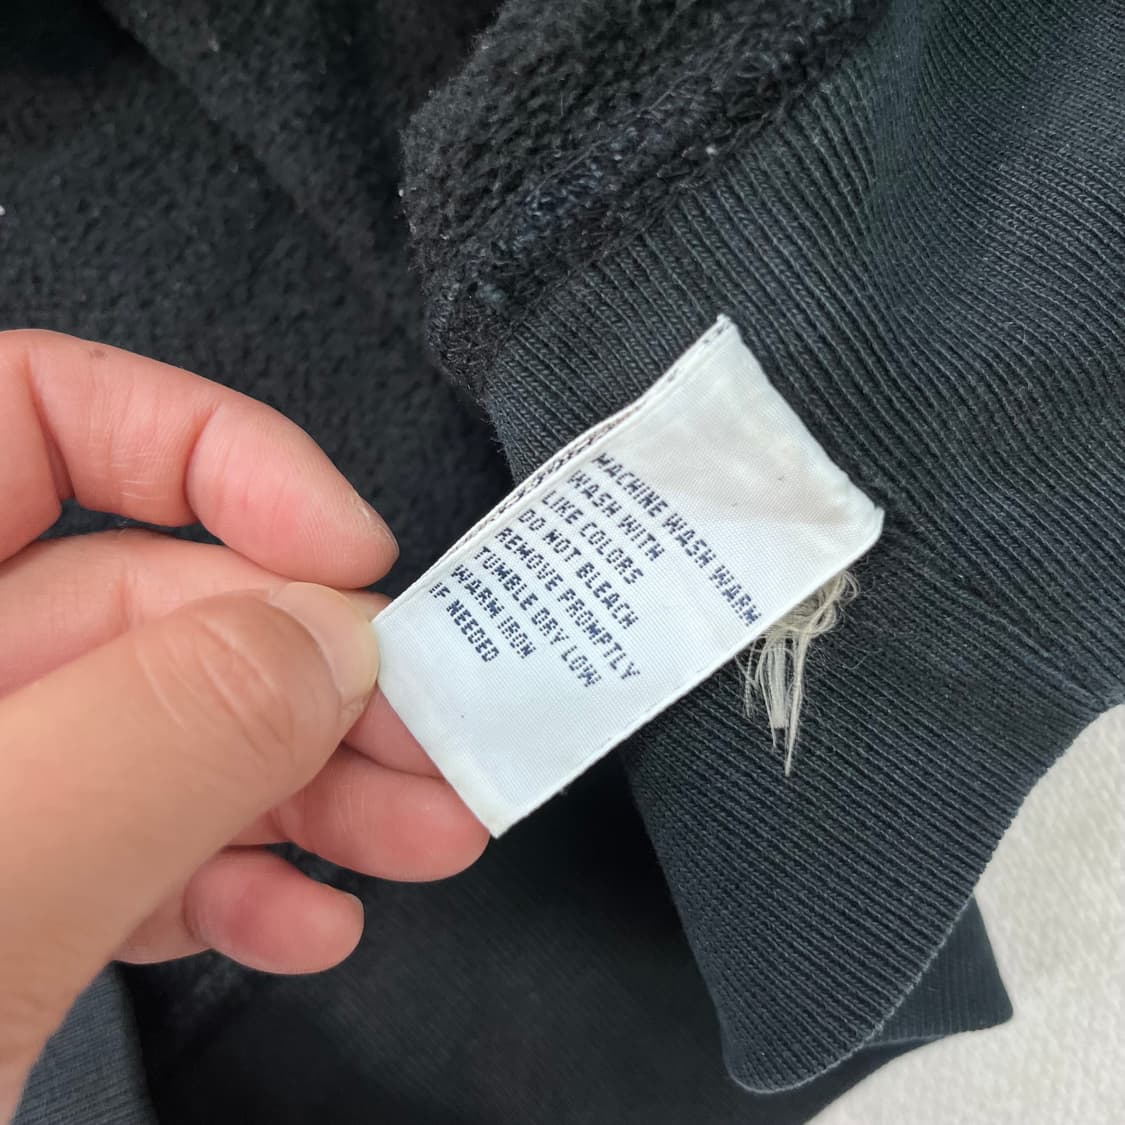 MACHINE WASH WARM
WASH WITH
LIKE COLORS
DO NOT BLEACH
REMOVE PROMPTLY
TUMBLE DRY LOW
WARM IRON
IF NEEDED